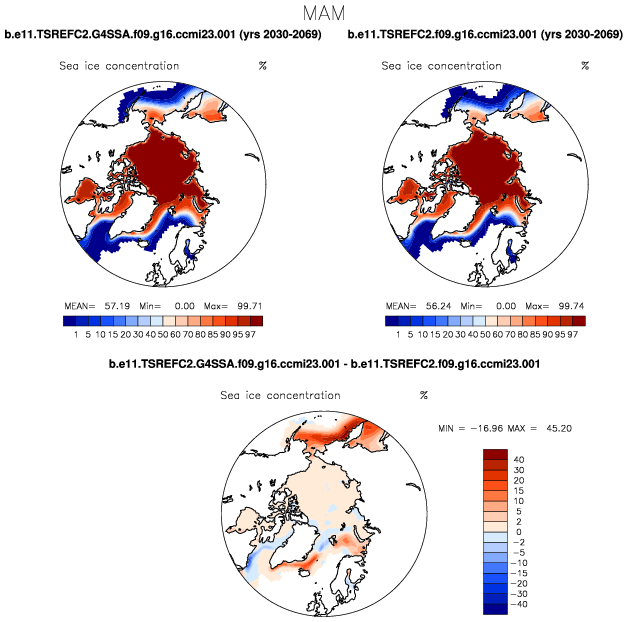 MAM
b.e11.TSREFC2.G4SSA.f09.g16.ccmi23.001 (yrs 2030-2069) b.e11.TSREFC2.f09.g16.ccmi23.001 (yrs 2030-2069)
Sea ice concentration % Sea ice concentration %
MEAN= 57.19 Min= 0.00 Max= 99.71 MEAN= 56.24 Min= 0.00 Max= 99.74
1 5 10 15 20 30 40 50 60 70 80 85 90 95 97 1 5 10 15 20 30 40 50 60 70 80 85 90 95 97
b.e11.TSREFC2.G4SSA.f09.g16.ccmi23.001 - b.e11.TSREFC2.f09.g16.ccmi23.001
Sea ice concentration %
MIN = -16.96 MAX = 45.20
40
30
20
15
10
5
2
0
-2
-5
-10
-15
-20
-30
-40